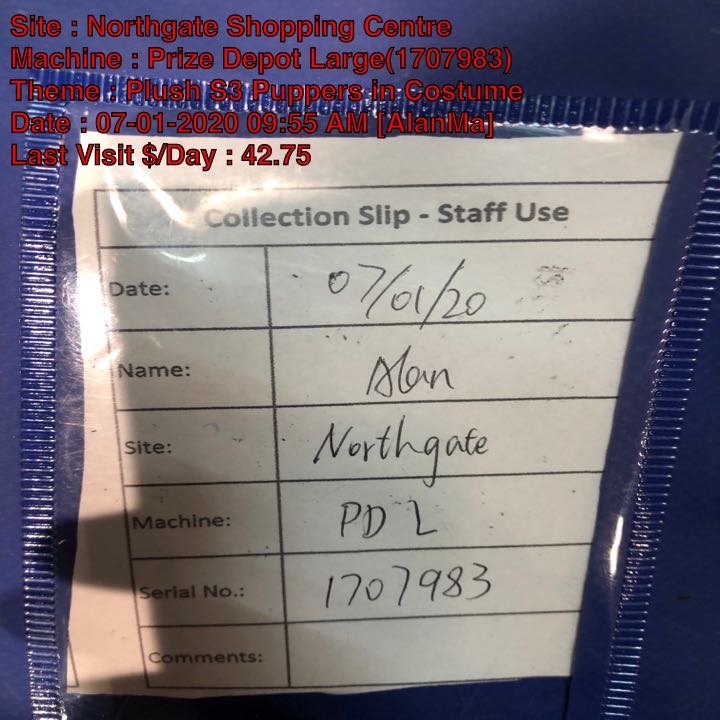 Site : Northgate Shopping Centre
Machine : Prize Depot Large(1707983)
Theme : Plush S3 Puppers in Costume
Date : 07-01-2020 09:55 AM [AlanMa]
Last Visit $/Day : 42.75
Collection Slip - Staff Use
Date: 07/01/20
Name: Alan
Site: Northgate
Machine: PD L
Serial No.: 1707983
Comments: